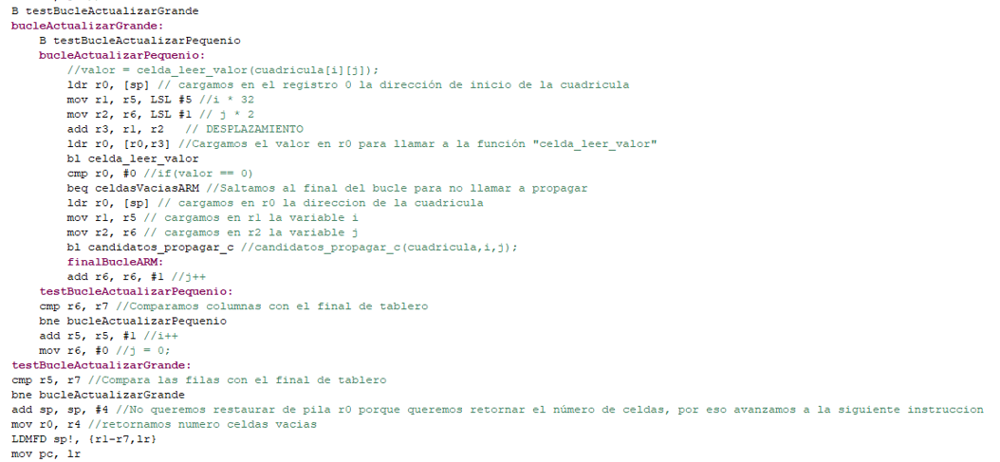 B testBucleActualizarGrande
bucleActualizarGrande:
B testBucleActualizarPequenio
bucleActualizarPequenio:
//valor = celda_leer_valor(cuadricula[i][j]);
ldr r0, [sp] // cargamos en el registro 0 la dirección de inicio de la cuadricula
mov r1, r5, LSL #5 //i * 32
mov r2, r6, LSL #1 // j * 2
add r3, r1, r2 // DESPLAZAMIENTO
ldr r0, [r0,r3] //Cargamos el valor en r0 para llamar a la función "celda_leer_valor"
bl celda_leer_valor
cmp r0, #0 //if(valor == 0)
beq celdasVaciasARM //Saltamos al final del bucle para no llamar a propagar
ldr r0, [sp] // cargamos en r0 la direccion de la cuadricula
mov r1, r5 // cargamos en r1 la variable i
mov r2, r6 // cargamos en r2 la variable j
bl candidatos_propagar_c //candidatos_propagar_c(cuadricula,i,j);
finalBucleARM:
add r6, r6, #1 //j++
testBucleActualizarPequenio:
cmp r6, r7 //Comparamos columnas con el final de tablero
bne bucleActualizarPequenio
add r5, r5, #1 //i++
mov r6, #0 //j = 0;
testBucleActualizarGrande:
cmp r5, r7 //Compara las filas con el final de tablero
bne bucleActualizarGrande
add sp, sp, #4 //No queremos restaurar de pila r0 porque queremos retornar el número de celdas, por eso avanzamos a la siguiente instruccion
mov r0, r4 //retornamos numero celdas vacias
LDMFD sp!, {r1-r7,lr}
mov pc, lr